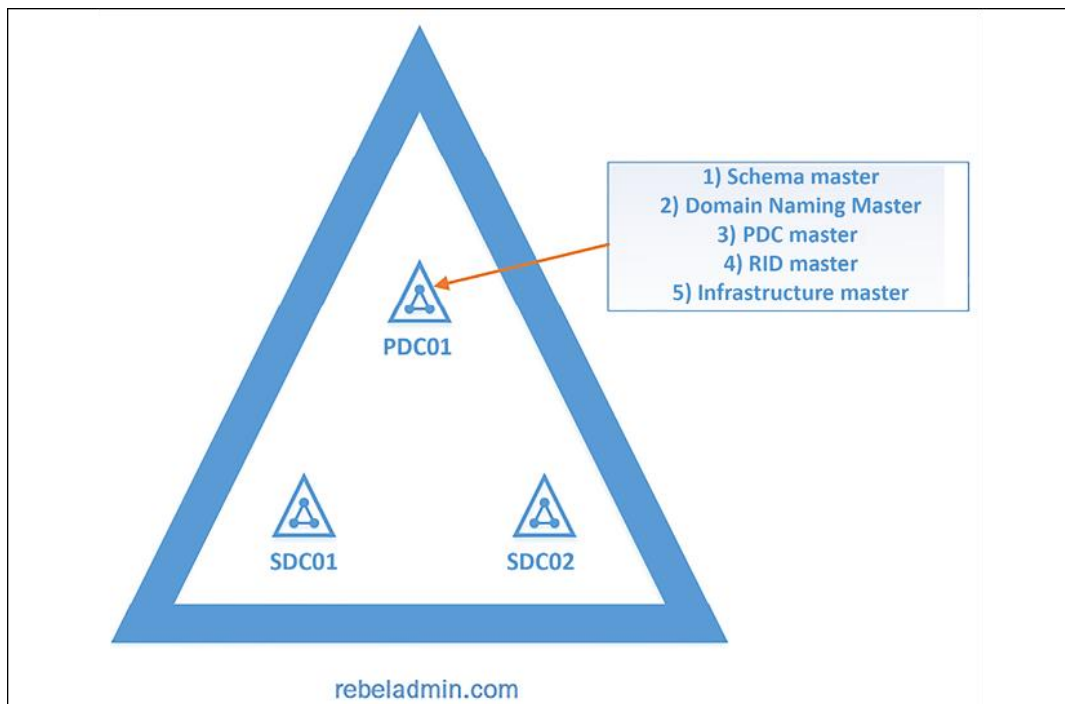 1) Schema master
2) Domain Naming Master
3) PDC master
4) RID master
5) Infrastructure master
PDC01
SDC01
SDC02
rebeladmin.com